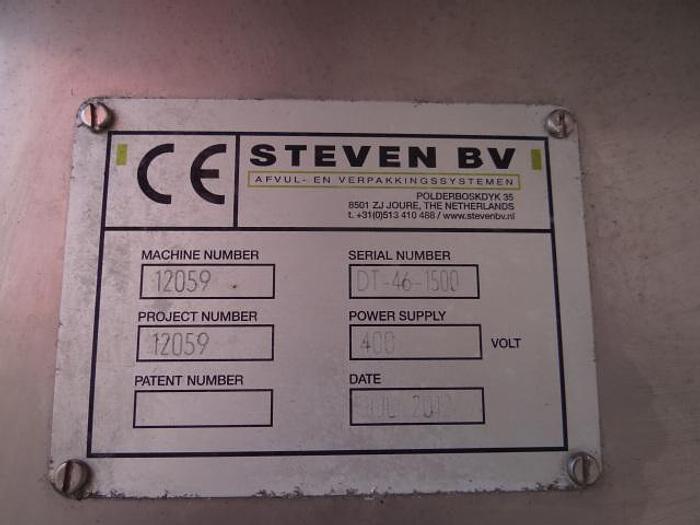 CE
STEVEN BV
AFVUL- EN VERPAKKINGSSYSTEMEN
POLDERBOSKDYK 35
8501 ZJ JOURE, THE NETHERLANDS
t. +31(0)513 410 488 / www.stevenbv.nl
MACHINE NUMBER
12059
SERIAL NUMBER
DT-46-1500
PROJECT NUMBER
12059
POWER SUPPLY
400 VOLT
PATENT NUMBER
DATE